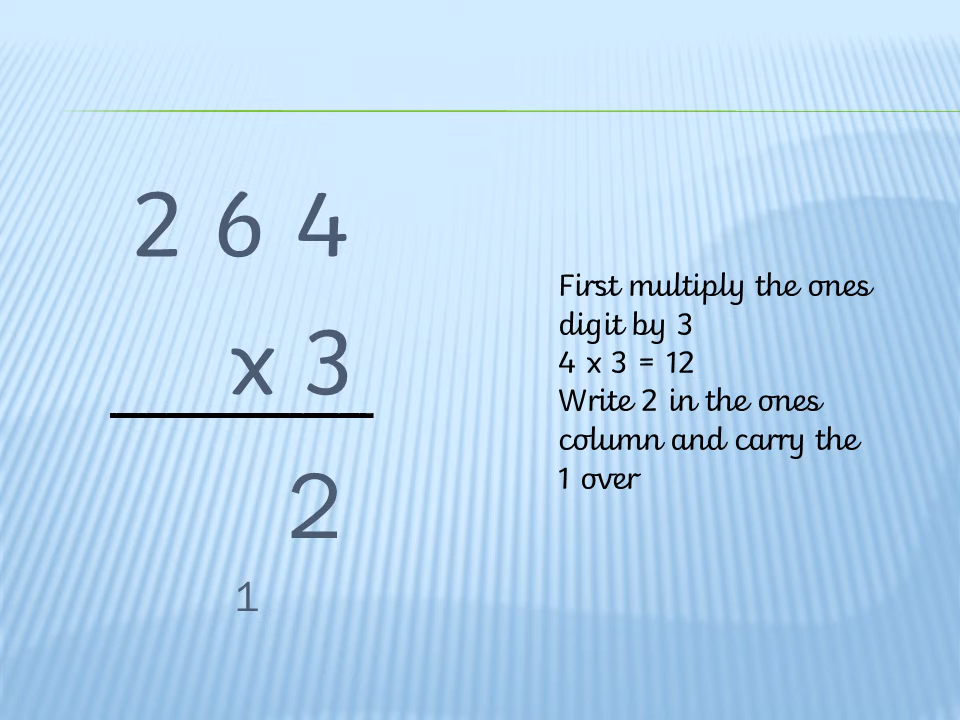 2 6 4
x 3
2
1
First multiply the ones
digit by 3
4 x 3 = 12
Write 2 in the ones
column and carry the
1 over